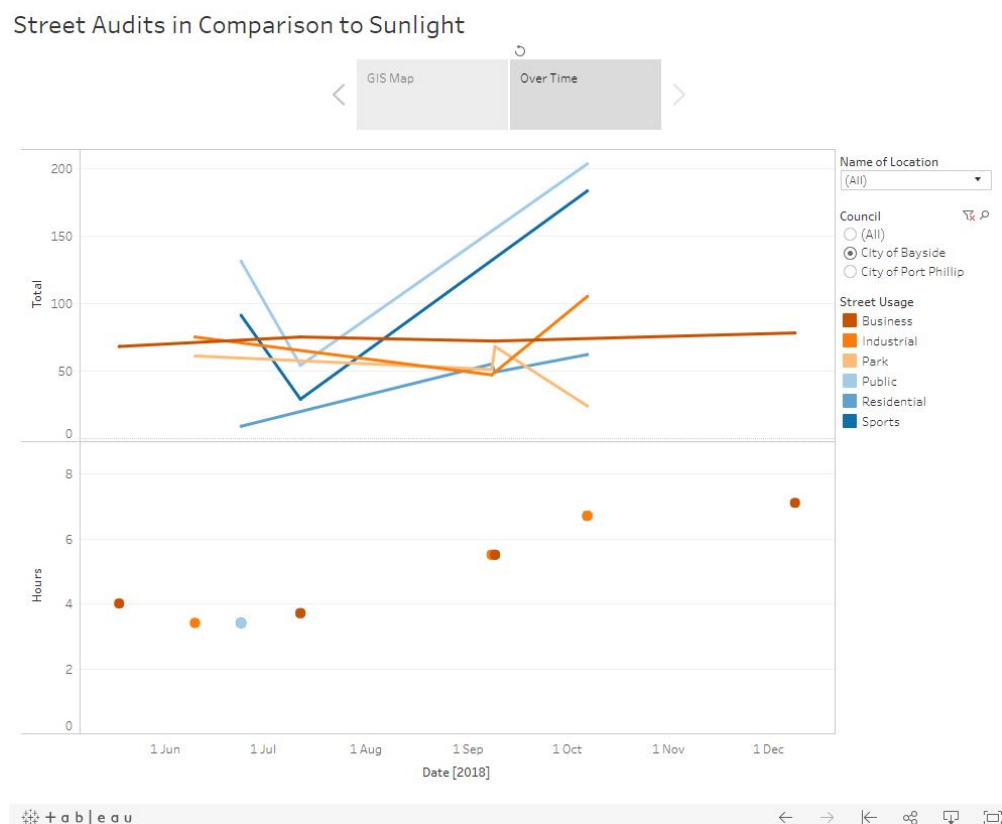 Street Audits in Comparison to Sunlight
GIS Map
Over Time
Total
200
150
100
50
0
Hours
8
6
4
2
0
1 Jun
1 Jul
1 Aug
1 Sep
1 Oct
1 Nov
1 Dec
Date [2018]
Name of Location
(All)
Council
(All)
City of Bayside
City of Port Phillip
Street Usage
Business
Industrial
Park
Public
Residential
Sports
+ableau